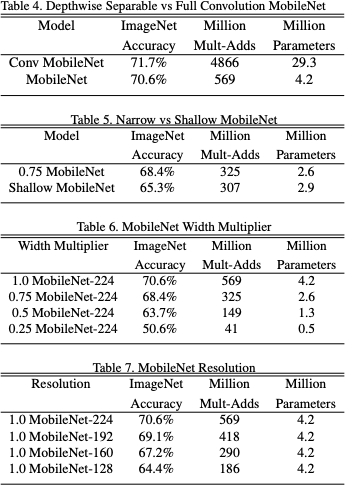 Table 4. Depthwise Separable vs Full Convolution MobileNet
Model ImageNet Million Million
Accuracy Mult-Adds Parameters
Conv MobileNet 71.7% 4866 29.3
MobileNet 70.6% 569 4.2
Table 5. Narrow vs Shallow MobileNet
Model ImageNet Million Million
Accuracy Mult-Adds Parameters
0.75 MobileNet 68.4% 325 2.6
Shallow MobileNet 65.3% 307 2.9
Table 6. MobileNet Width Multiplier
Width Multiplier ImageNet Million Million
Accuracy Mult-Adds Parameters
1.0 MobileNet-224 70.6% 569 4.2
0.75 MobileNet-224 68.4% 325 2.6
0.5 MobileNet-224 63.7% 149 1.3
0.25 MobileNet-224 50.6% 41 0.5
Table 7. MobileNet Resolution
Resolution ImageNet Million Million
Accuracy Mult-Adds Parameters
1.0 MobileNet-224 70.6% 569 4.2
1.0 MobileNet-192 69.1% 418 4.2
1.0 MobileNet-160 67.2% 290 4.2
1.0 MobileNet-128 64.4% 186 4.2